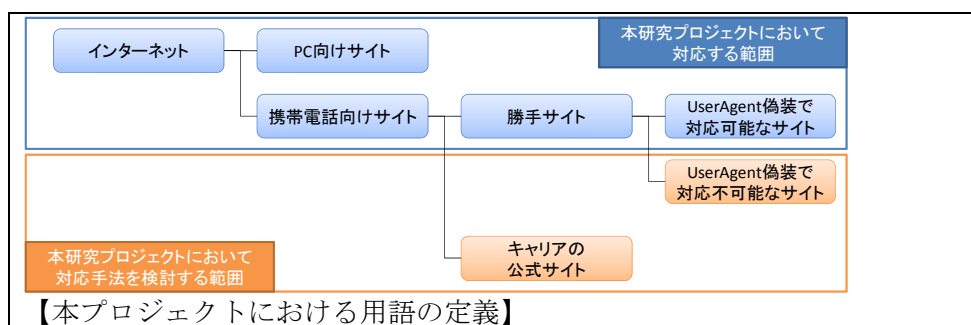 本研究プロジェクトにおいて
対応する範囲
インターネット
PC向けサイト
携帯電話向けサイト
勝手サイト
UserAgent偽装で
対応可能なサイト
UserAgent偽装で
対応不可能なサイト
キャリアの
公式サイト
本研究プロジェクトにおいて
対応手法を検討する範囲
【本プロジェクトにおける用語の定義】